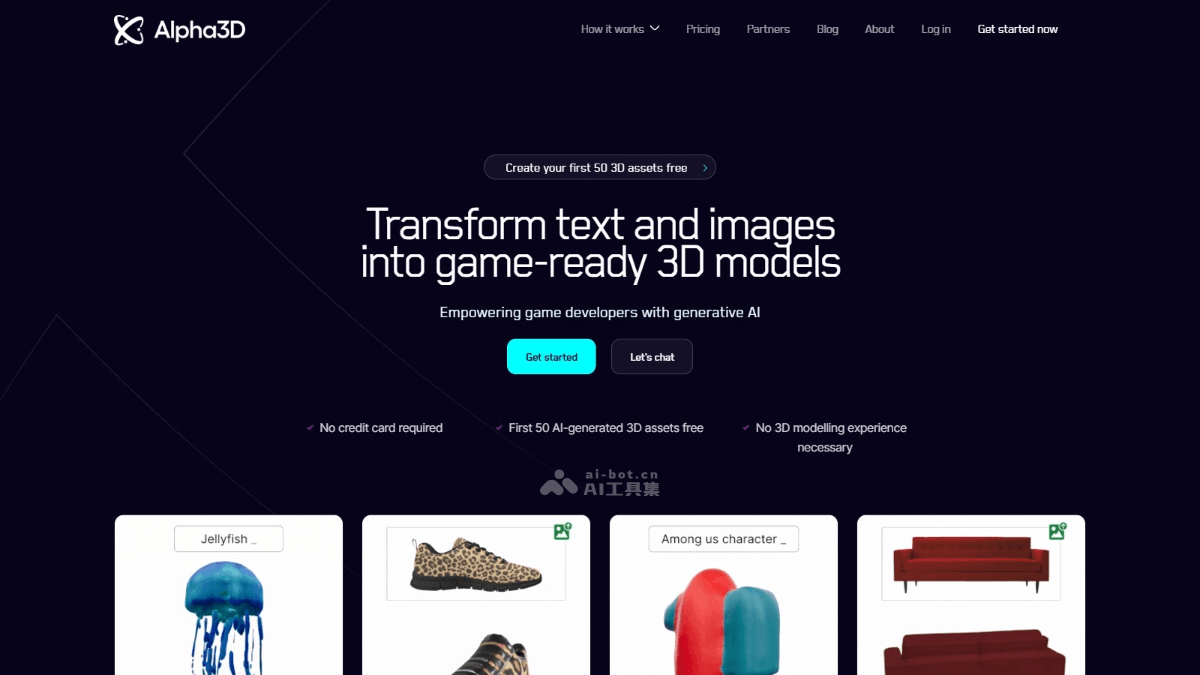 Alpha3D
How it works
Pricing
Partners
Blog
About
Log in
Get started now
Create your first 50 3D assets free
Transform text and images
into game-ready 3D models
Empowering game developers with generative AI
Get started
Let's chat
No credit card required
First 50 AI-generated 3D assets free
No 3D modelling experience
necessary
ai-bot.cn
AI工具集
Jellyfish _
Among us character _